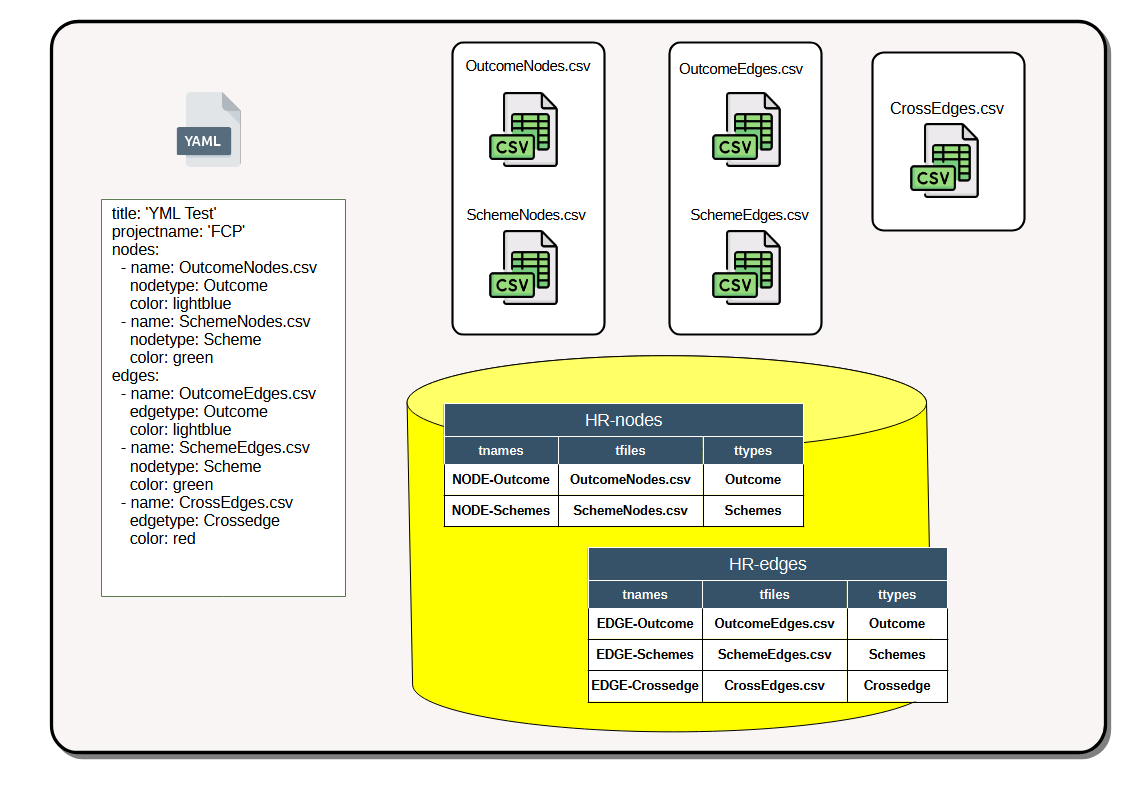 YAML
title: 'YML Test'
projectname: 'FCP'
nodes:
- name: OutcomeNodes.csv
nodetype: Outcome
color: lightblue
- name: SchemeNodes.csv
nodetype: Scheme
color: green
edges:
- name: OutcomeEdges.csv
edgetype: Outcome
color: lightblue
- name: SchemeEdges.csv
nodetype: Scheme
color: green
- name: CrossEdges.csv
edgetype: Crossedge
color: red
OutcomeNodes.csv
CSV
SchemeNodes.csv
CSV
OutcomeEdges.csv
CSV
SchemeEdges.csv
CSV
CrossEdges.csv
CSV
HR-nodes
tnames tfiles ttypes
NODE-Outcome OutcomeNodes.csv Outcome
NODE-Schemes SchemeNodes.csv Schemes
HR-edges
tnames tfiles ttypes
EDGE-Outcome OutcomeEdges.csv Outcome
EDGE-Schemes SchemeEdges.csv Schemes
EDGE-Crossedge CrossEdges.csv Crossedge